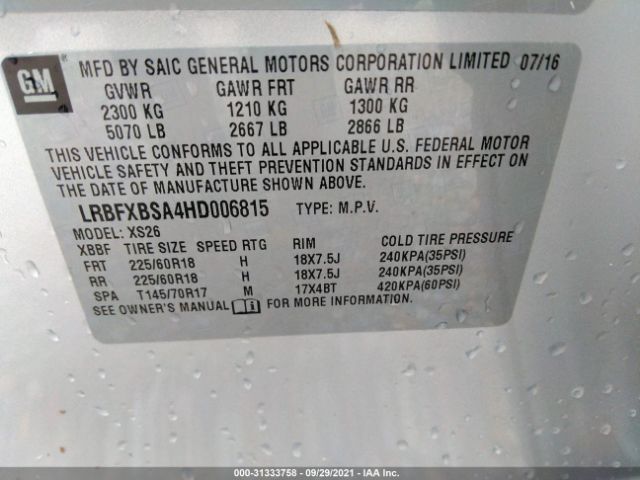 GM
MFD BY SAIC GENERAL MOTORS CORPORATION LIMITED 07/16
GVWR GAWR FRT GAWR RR
2300 KG 1210 KG 1300 KG
5070 LB 2667 LB 2866 LB
THIS VEHICLE CONFORMS TO ALL APPLICABLE U.S. FEDERAL MOTOR
VEHICLE SAFETY AND THEFT PREVENTION STANDARDS IN EFFECT ON
THE DATE OF MANUFACTURE SHOWN ABOVE.
LRBFXBSA4HD006815 TYPE: M.P.V.
MODEL: XS26
XBBF TIRE SIZE SPEED RTG RIM COLD TIRE PRESSURE
FRT 225/60R18 H 18X7.5J 240KPA(35PSI)
RR 225/60R18 H 18X7.5J 240KPA(35PSI)
SPA T145/70R17 M 17X4BT 420KPA(60PSI)
SEE OWNER'S MANUAL FOR MORE INFORMATION.
000-31333758 - 09/29/2021 - IAA Inc.